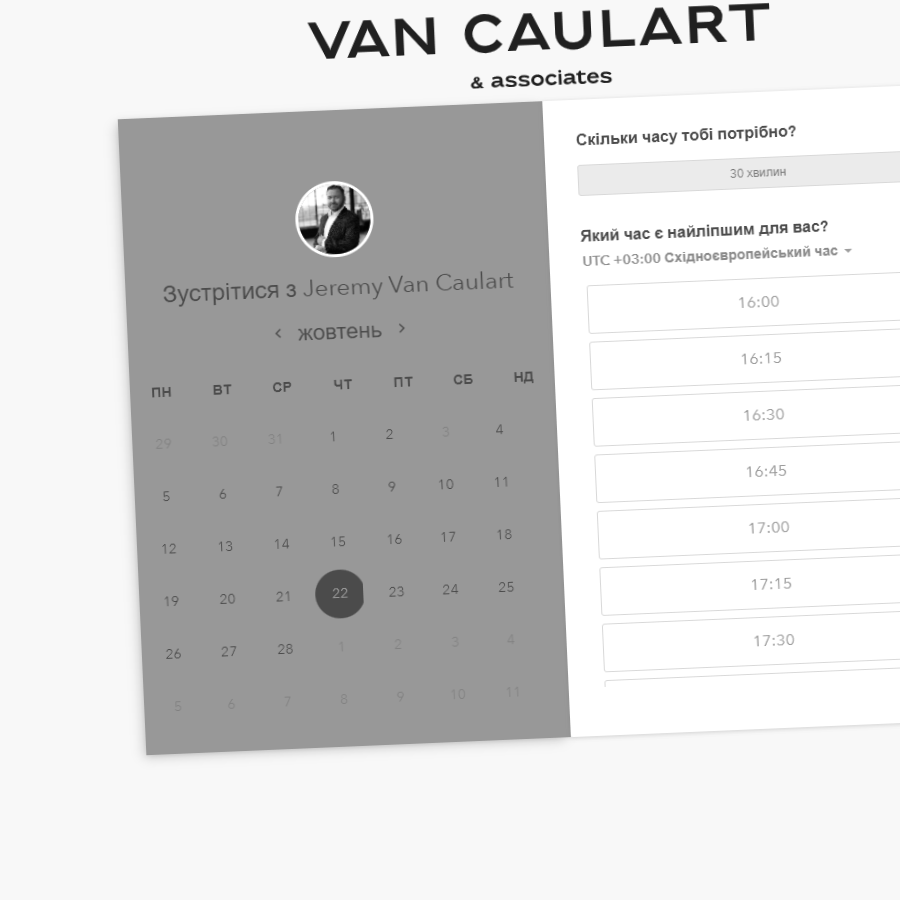 VAN CAULART
& associates
Зустрітися з Jeremy Van Caulart
‹ жовтень ›
ПН ВТ СР ЧТ ПТ СБ НД
29 30 31 1 2 3 4
5 6 7 8 9 10 11
12 13 14 15 16 17 18
19 20 21 22 23 24 25
26 27 28 1 2 3 4
5 6 7 8 9 10 11
Скільки часу тобі потрібно?
30 хвилин
Який час є найліпшим для вас?
UTC +03:00 Східноєвропейський час
16:00
16:15
16:30
16:45
17:00
17:15
17:30